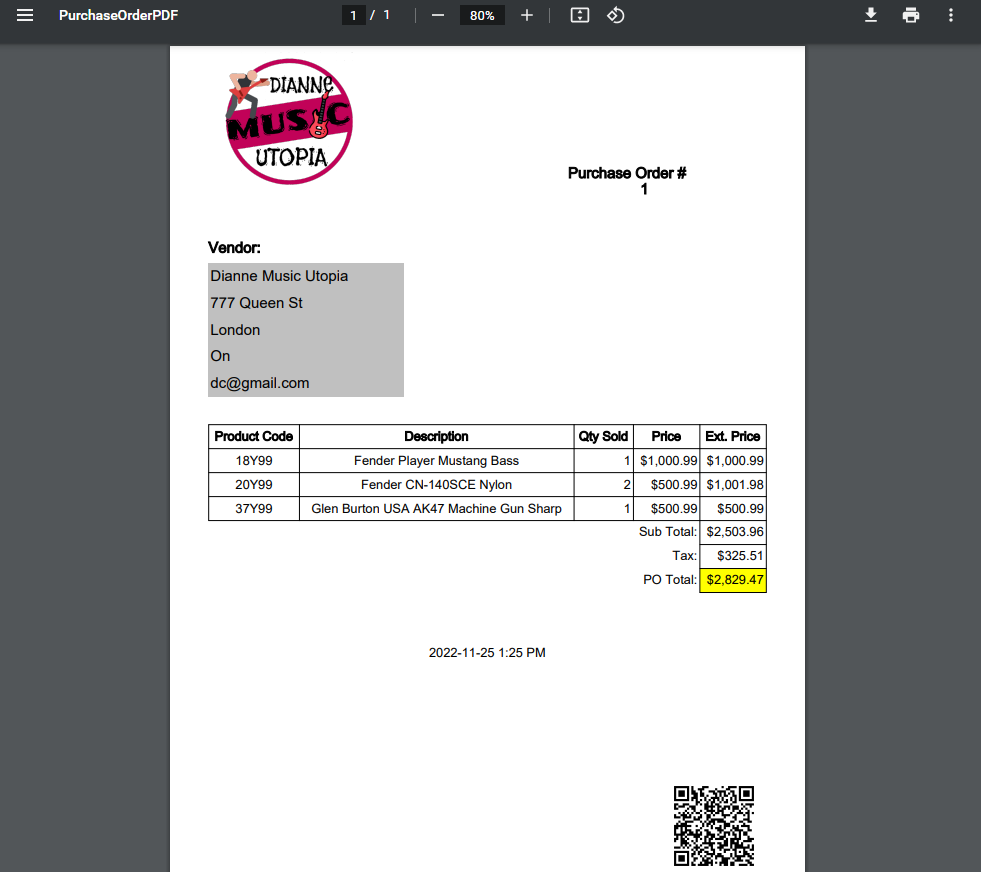 PurchaseOrderPDF
1 / 1
80%
DIANNE
MUSIC
UTOPIA
Purchase Order #
1
Vendor:
Dianne Music Utopia
777 Queen St
London
On
dc@gmail.com
Product Code Description Qty Sold Price Ext. Price
18Y99 Fender Player Mustang Bass 1 $1,000.99 $1,000.99
20Y99 Fender CN-140SCE Nylon 2 $500.99 $1,001.98
37Y99 Glen Burton USA AK47 Machine Gun Sharp 1 $500.99 $500.99
Sub Total: $2,503.96
Tax: $325.51
PO Total: $2,829.47
2022-11-25 1:25 PM